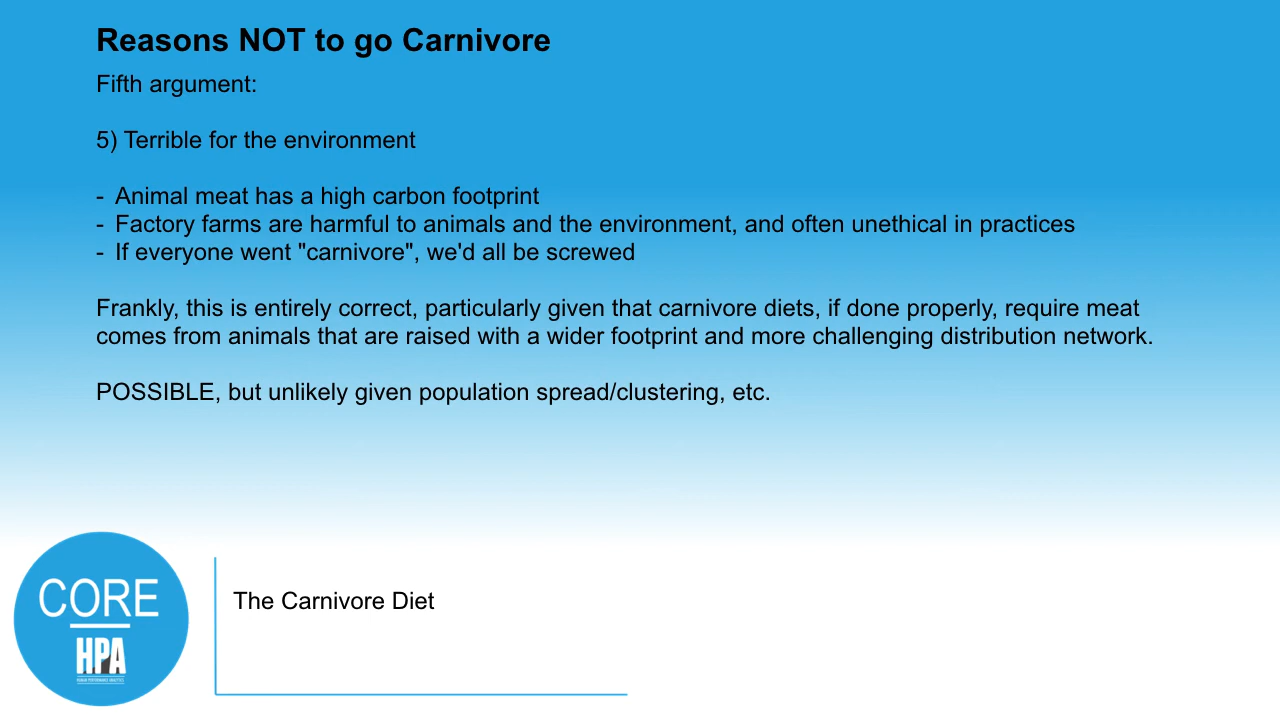 Reasons NOT to go Carnivore
Fifth argument:
5) Terrible for the environment
- Animal meat has a high carbon footprint
- Factory farms are harmful to animals and the environment, and often unethical in practices
- If everyone went "carnivore", we'd all be screwed
Frankly, this is entirely correct, particularly given that carnivore diets, if done properly, require meat
comes from animals that are raised with a wider footprint and more challenging distribution network.
POSSIBLE, but unlikely given population spread/clustering, etc.
CORE
HPA
HUMAN PERFORMANCE ANALYTICS
The Carnivore Diet